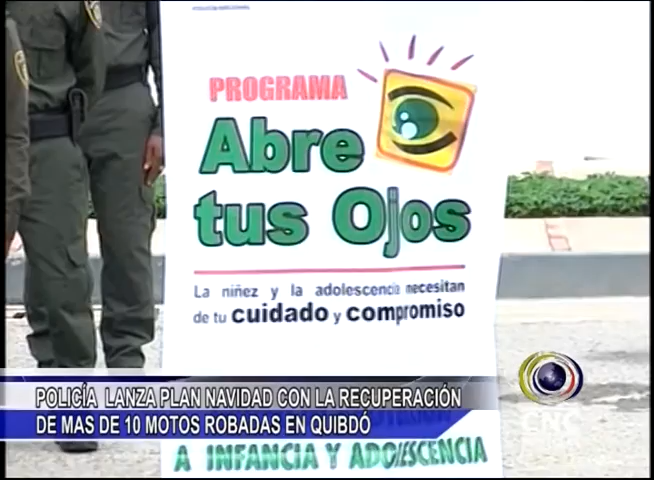 PROGRAMA
Abre
tus Ojos
La niñez y la adolescencia necesitan
de tu cuidado y compromiso
POLICÍA LANZA PLAN NAVIDAD CON LA RECUPERACIÓN
DE MAS DE 10 MOTOS ROBADAS EN QUIBDÓ
CNC
A INFANCIA Y ADOLESCENCIA